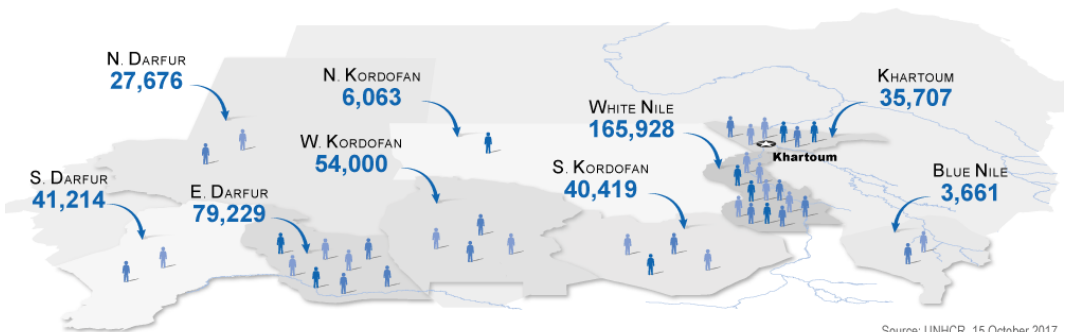 N. DARFUR
27,676
N. KORDOFAN
6,063
KHARTOUM
35,707
WHITE NILE
165,928
W. KORDOFAN
54,000
Khartoum
S. DARFUR
41,214
E. DARFUR
79,229
S. KORDOFAN
40,419
BLUE NILE
3,661
Source: UNHCR, 15 October 2017